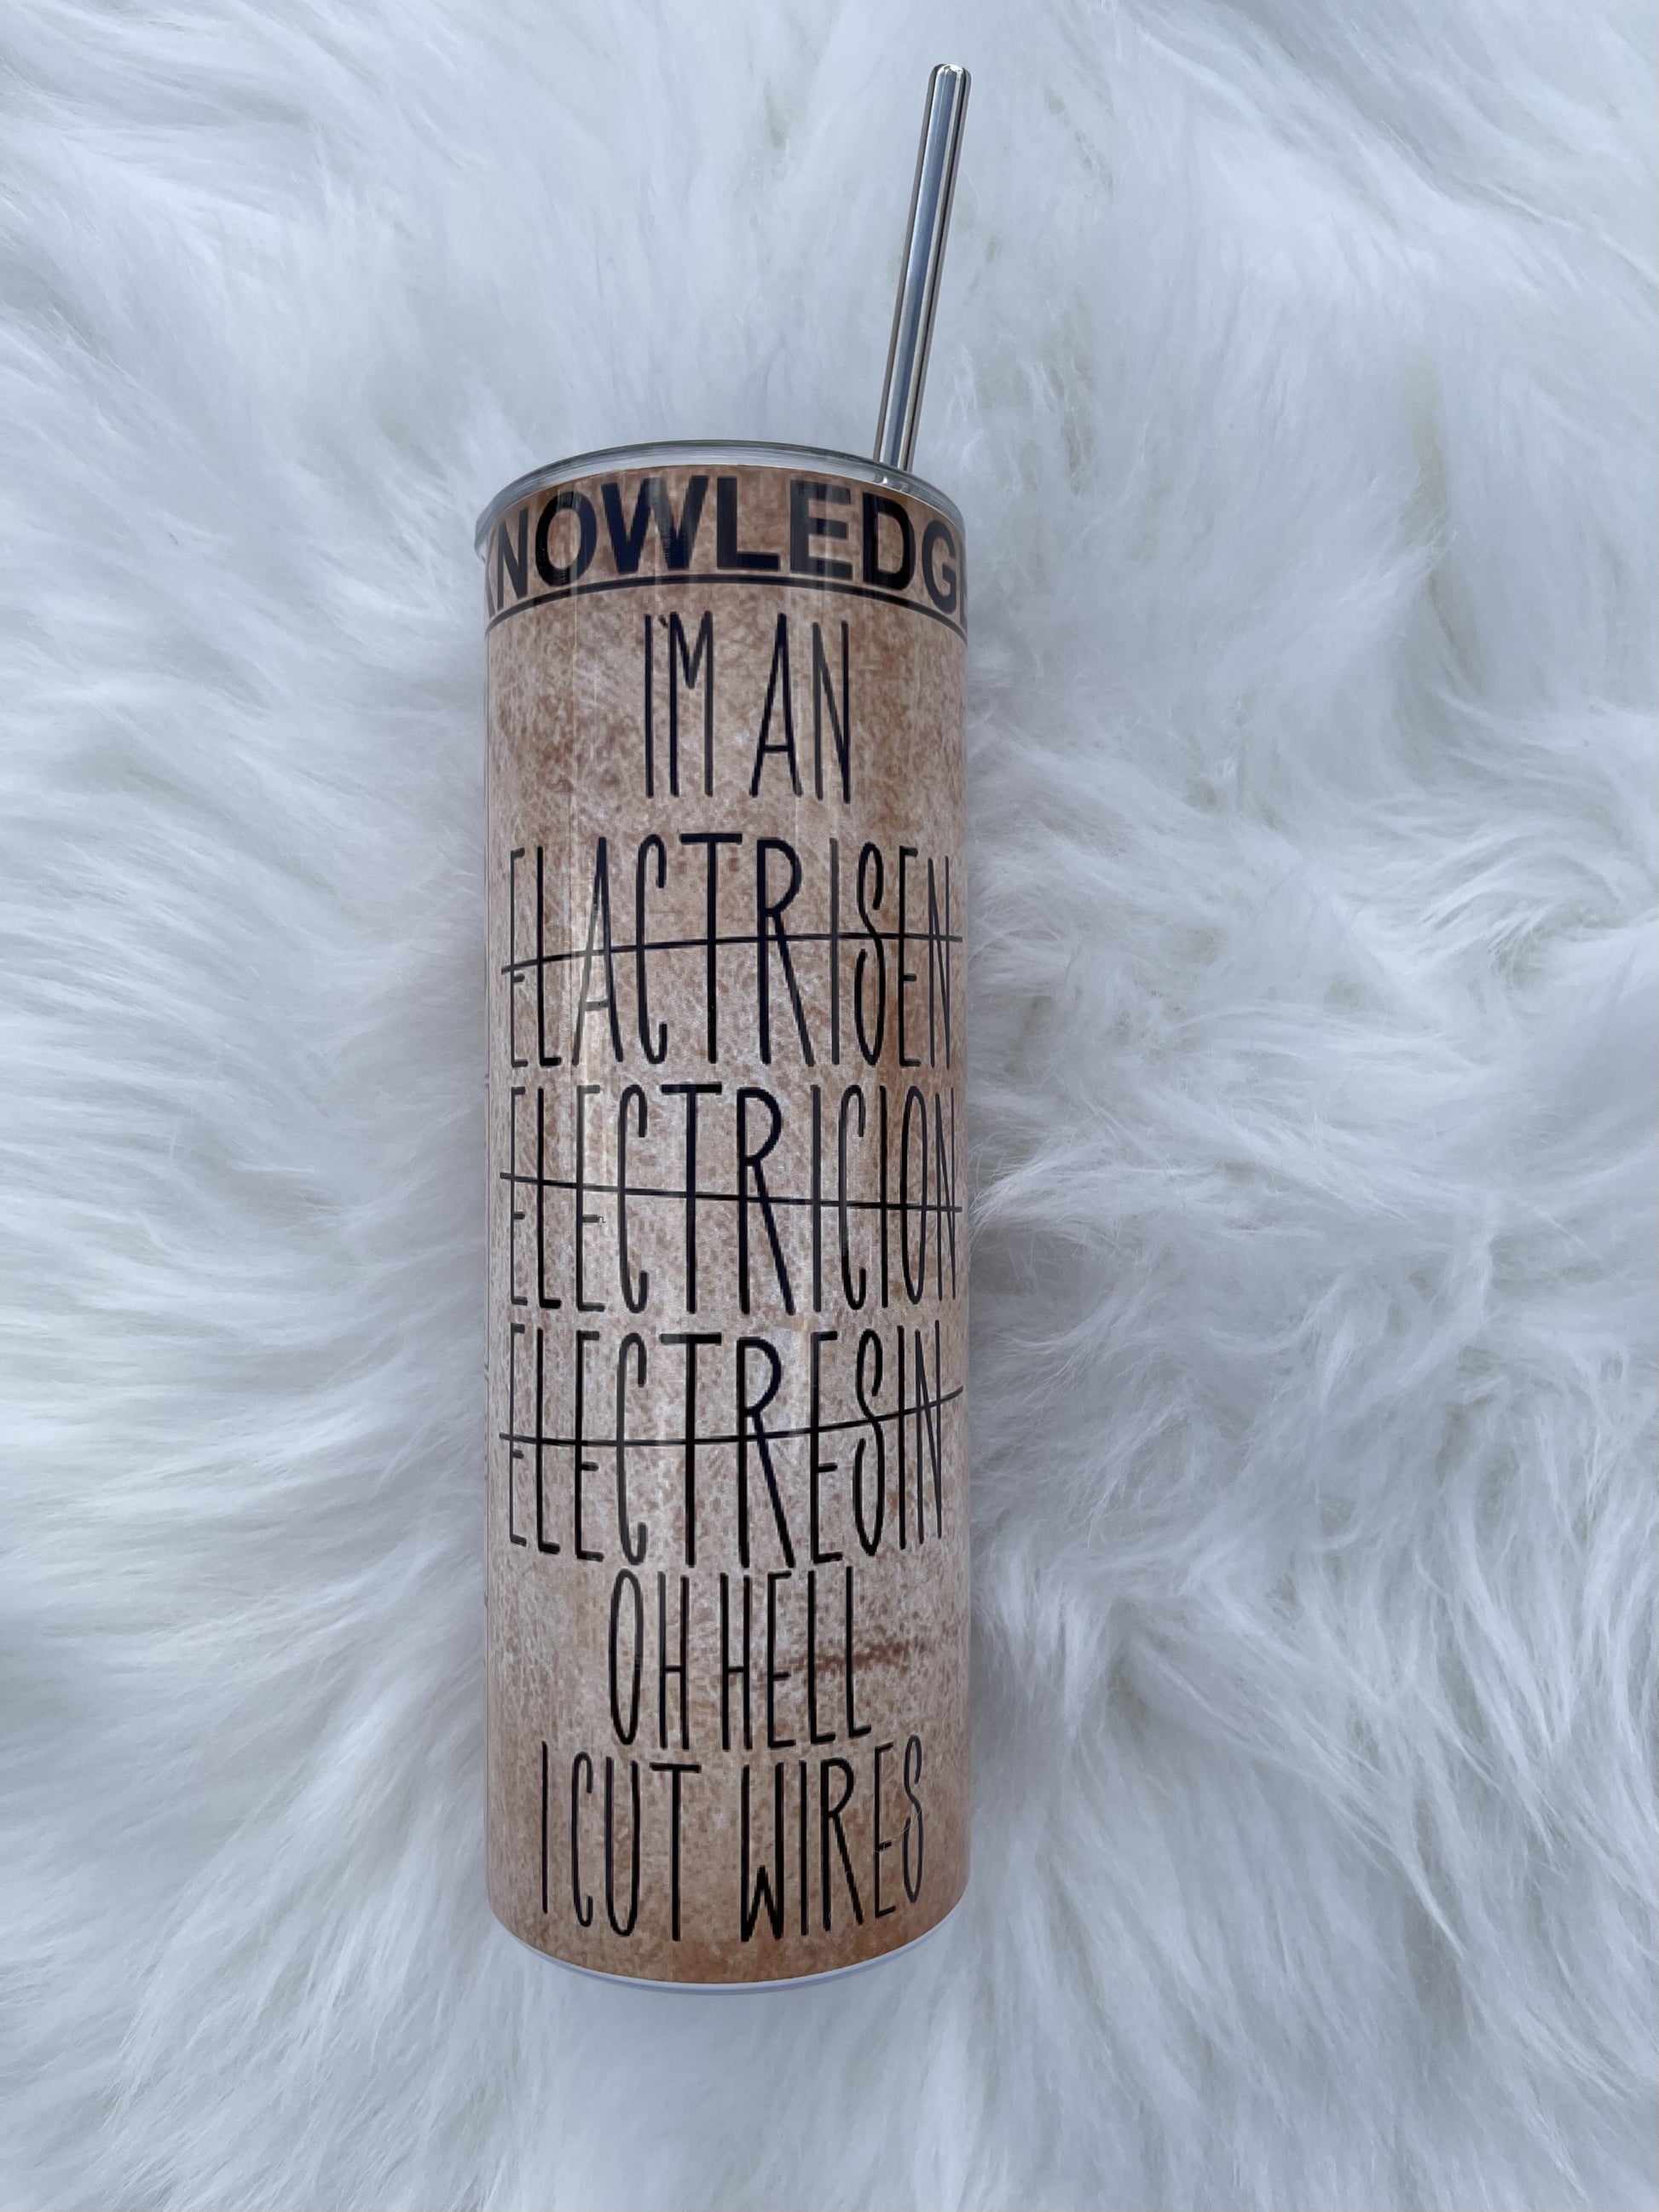 KNOWLEDGE
I'M AN
ELACTRISEN
ELECTRICION
ELECTRESIN
OH HELL
I CUT WIRES